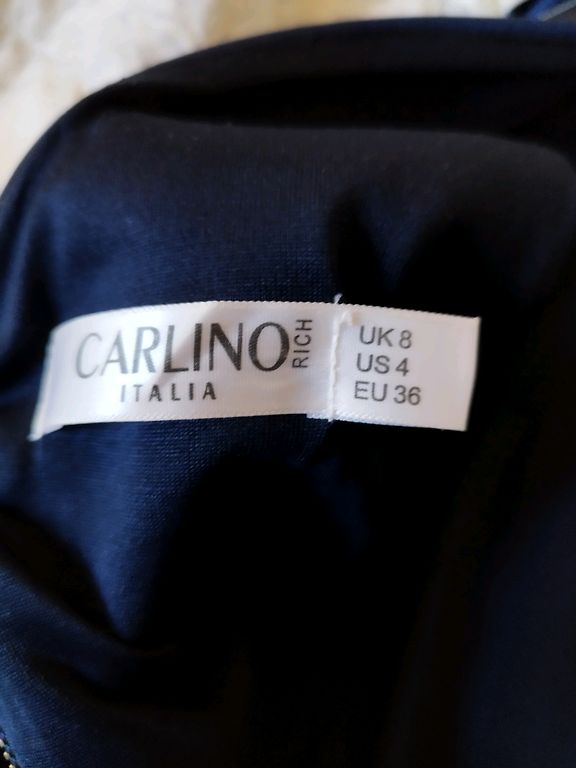 CARLINO RICH
ITALIA
UK 8
US 4
EU 36